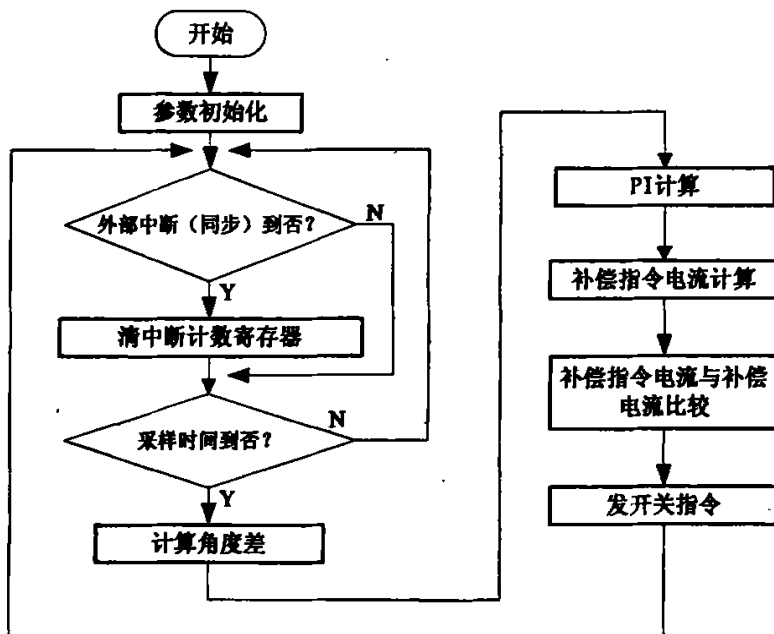 开始
参数初始化
外部中断（同步）到否？
N
Y
清中断计数寄存器
采样时间到否？
N
Y
计算角度差
PI计算
补偿指令电流计算
补偿指令电流与补偿
电流比较
发开关指令